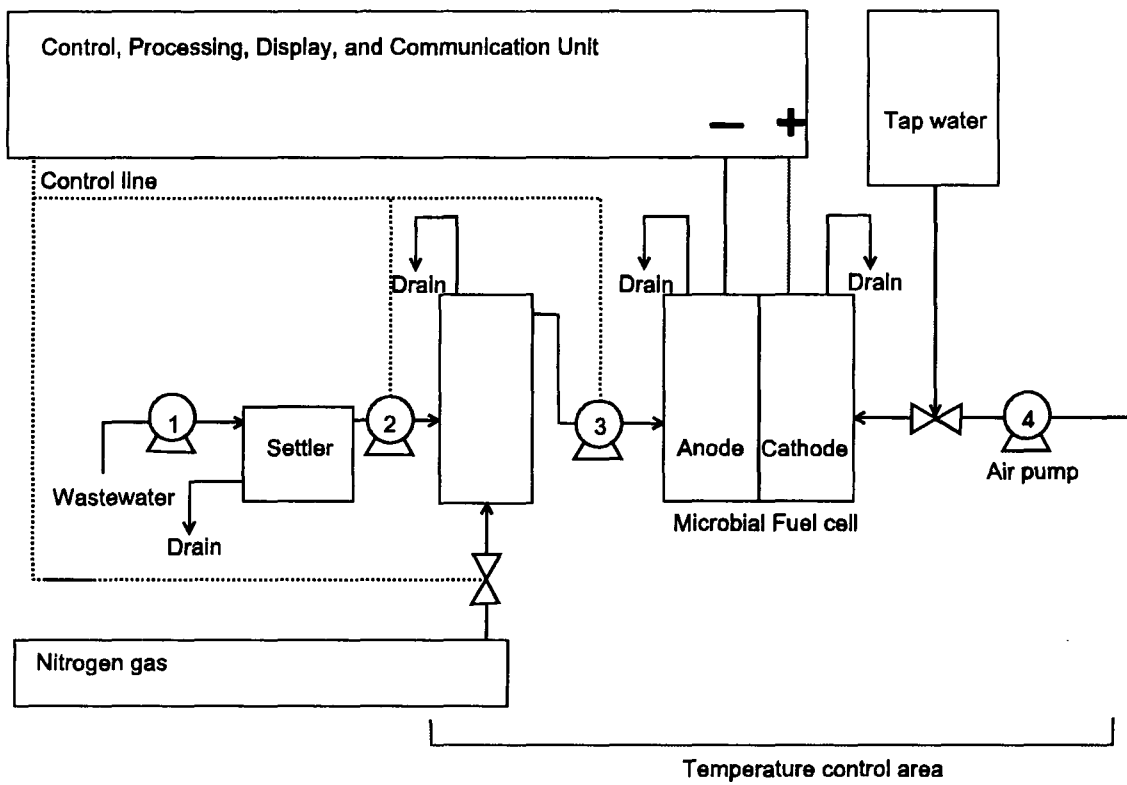 Control, Processing, Display, and Communication Unit
− +
Tap water
Control line
Drain
Drain
Drain
1
2
3
4
Settler
Anode
Cathode
Air pump
Wastewater
Microbial Fuel cell
Drain
Nitrogen gas
Temperature control area